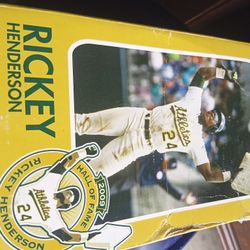 RICKEY
HENDERSON
Athletics
24
2009
HALL OF FAME
Athletics
24
RICKEY HENDERSON